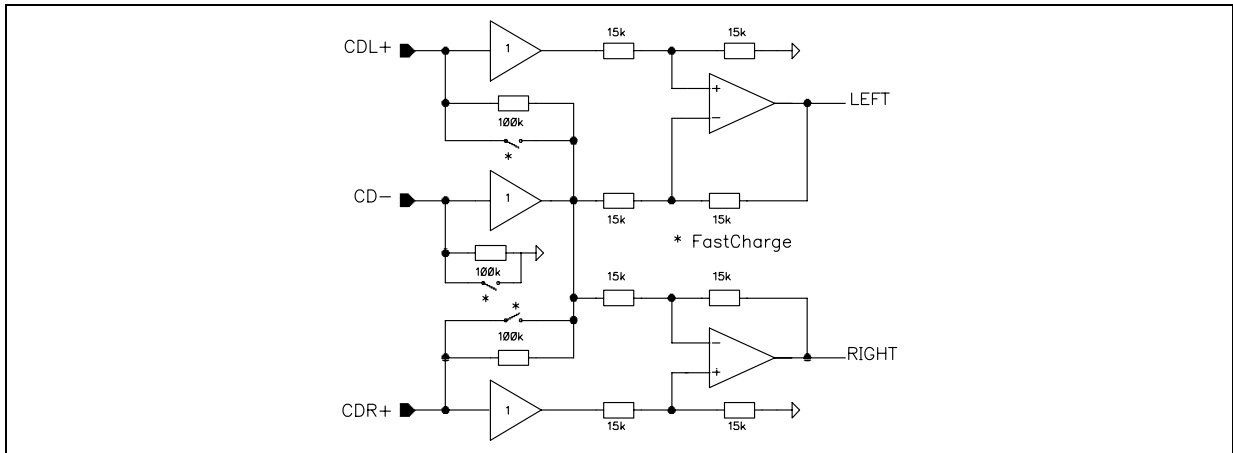 15k
15k
CDL+
1
+
LEFT
100k
−
*
CD−
1
15k
15k
* FastCharge
100k
15k
15k
*
*
100k
−
RIGHT
+
CDR+
1
15k
15k